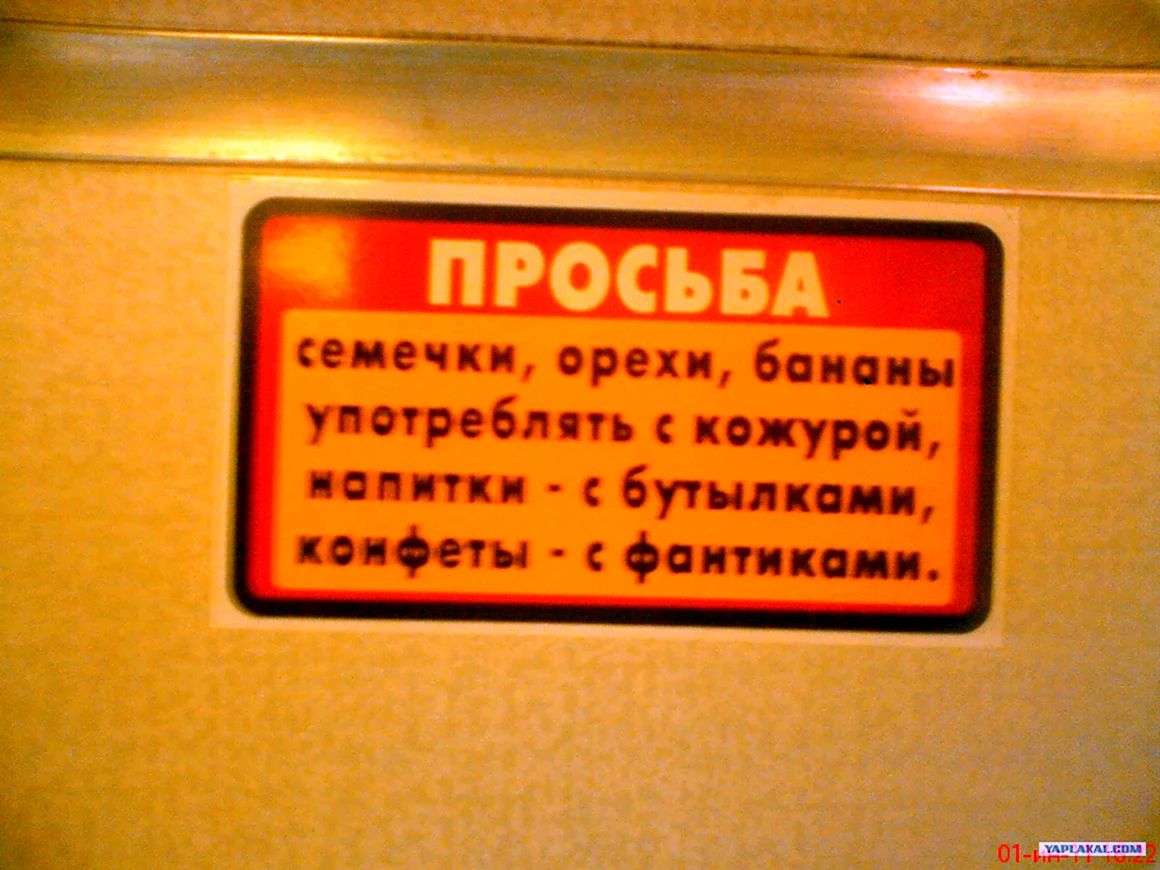 ПРОСЬБА
семечки, орехи, бананы
употреблять с кожурой,
напитки - с бутылками,
конфеты - с фантиками.
YAPLAKAL.COM